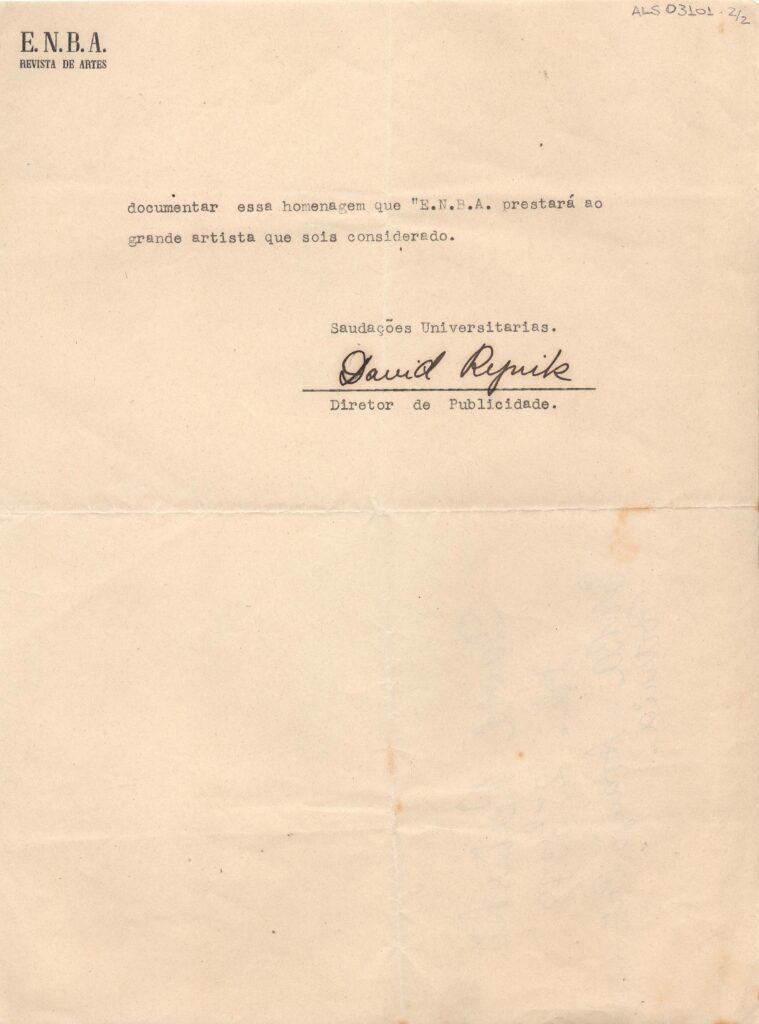 ALS 03101 - 2/2
E. N. B. A.
REVISTA DE ARTES
documentar essa homenagem que "E.N.B.A. prestará ao
grande artista que sois considerado.
Saudações Universitarias.
David
Diretor de Publicidade.